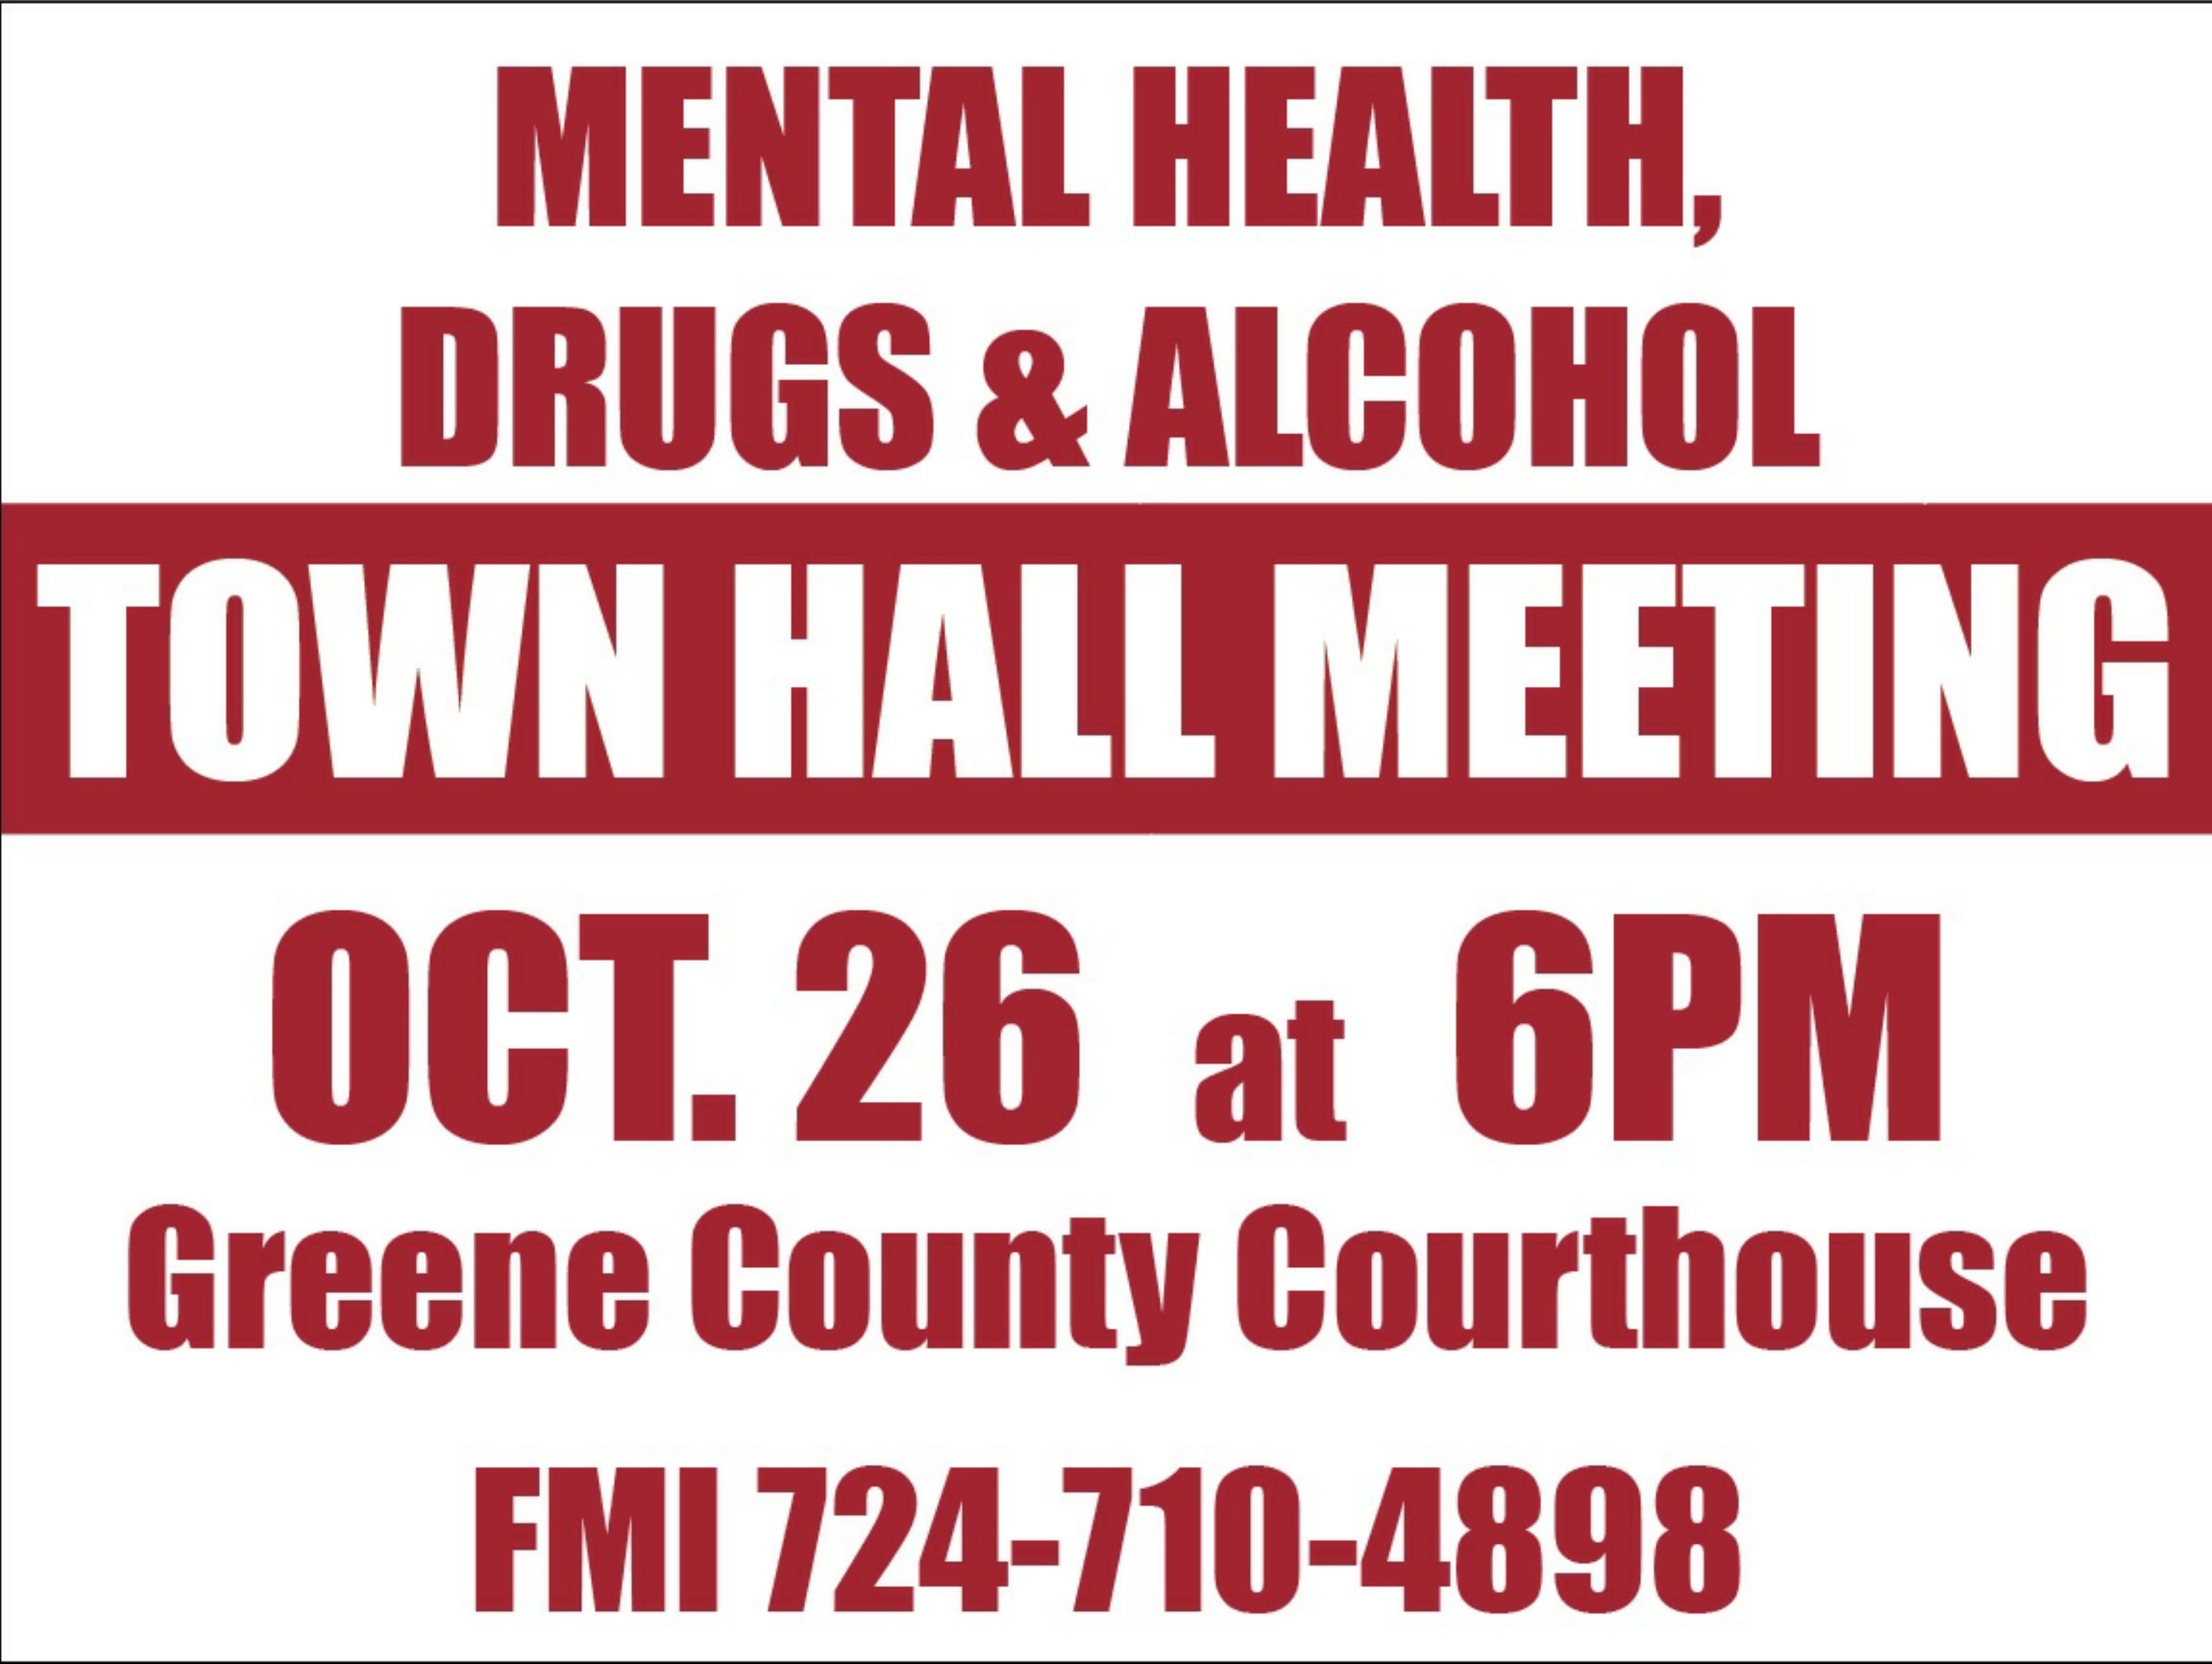 MENTAL HEALTH,
DRUGS & ALCOHOL
TOWN HALL MEETING
OCT. 26 at 6PM
Greene County Courthouse
FMI 724-710-4898